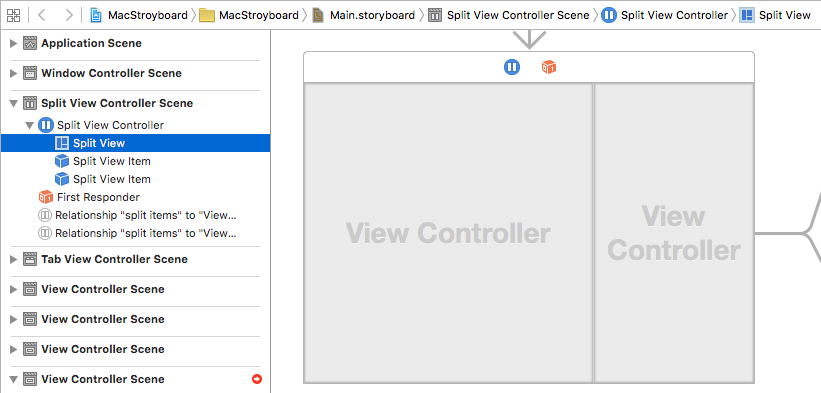 MacStroyboard MacStroyboard Main.storyboard Split View Controller Scene Split View Controller Split View
Application Scene
Window Controller Scene
Split View Controller Scene
Split View Controller
Split View
Split View Item
Split View Item
First Responder
Relationship "split items" to "View...
Relationship "split items" to "View...
Tab View Controller Scene
View Controller Scene
View Controller Scene
View Controller Scene
View Controller Scene
View Controller
View
Controller